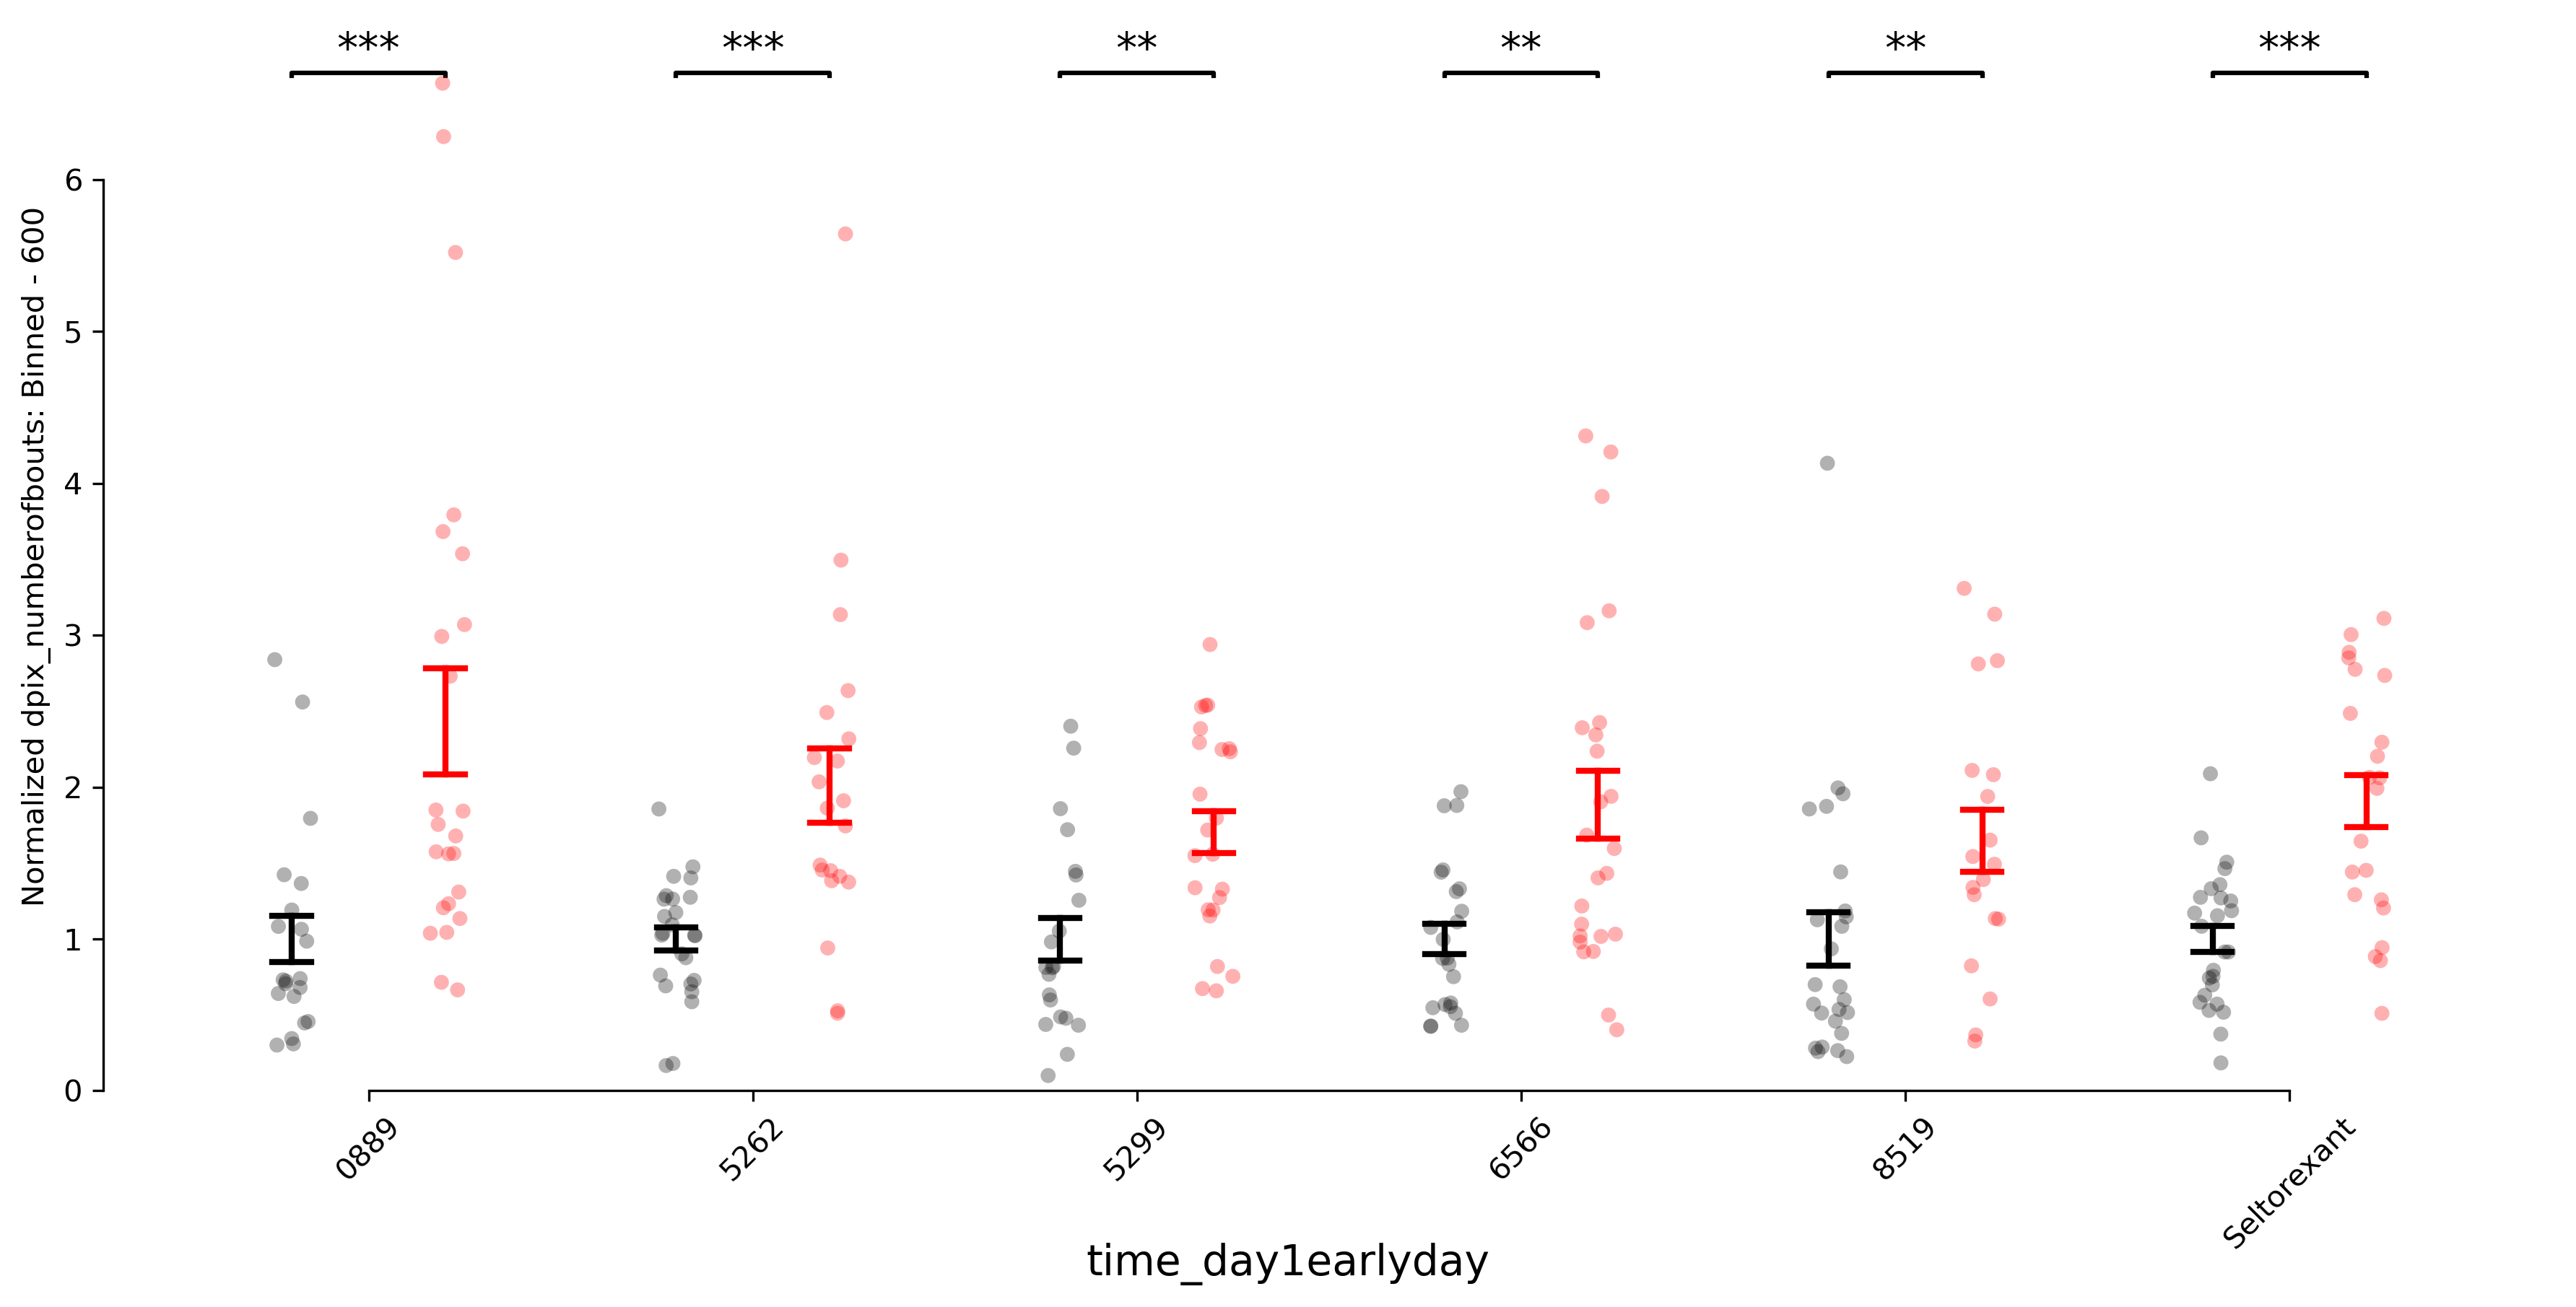 *** *** ** ** ** ***
Normalized dpix_numberofbouts: Binned - 600
6
5
4
3
2
1
0
0889 5262 5299 6566 8519 Seltorexant
time_day1earlyday